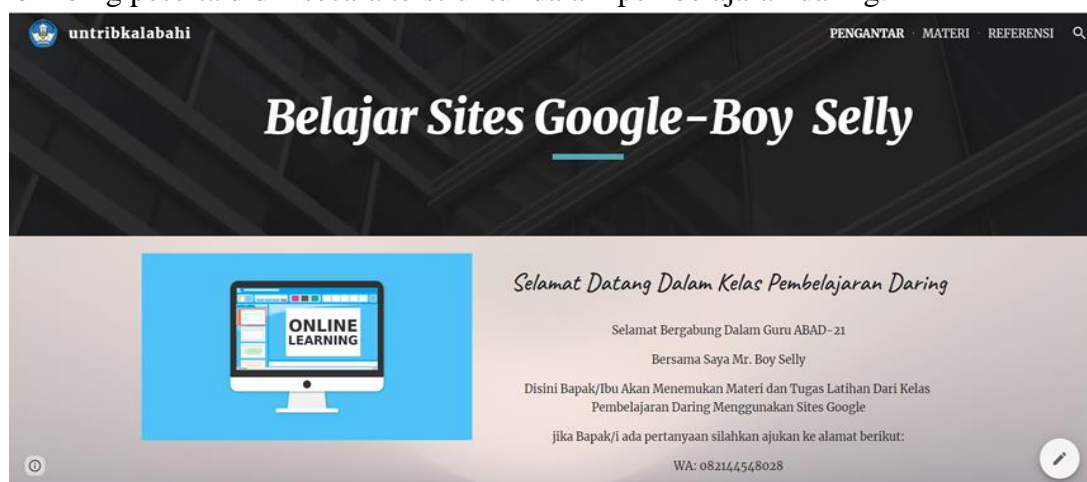 untribkalabahi
PENGANTAR · MATERI · REFERENSI
Belajar Sites Google-Boy Selly
ONLINE
LEARNING
Selamat Datang Dalam Kelas Pembelajaran Daring
Selamat Bergabung Dalam Guru ABAD-21
Bersama Saya Mr. Boy Selly
Disini Bapak/Ibu Akan Menemukan Materi dan Tugas Latihan Dari Kelas
Pembelajaran Daring Menggunakan Sites Google
jika Bapak/i ada pertanyaan silahkan ajukan ke alamat berikut:
WA: 082144548028